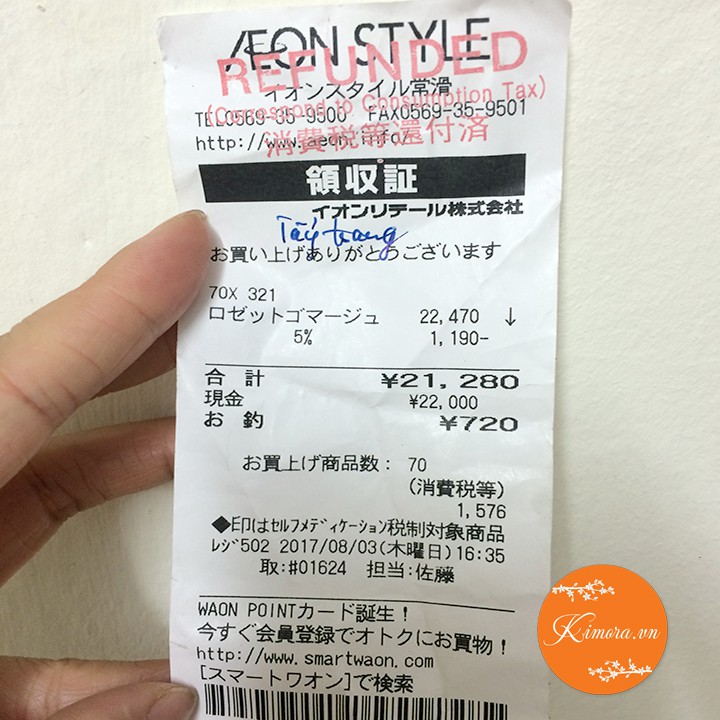 ÆON STYLE
REFUNDED
イオンスタイル常滑
(Correspond to Consumption Tax)
TEL0569-35-9500 FAX0569-35-9501
消費税等還付済
http://www.aeon.info/
領収証
イオンリテール株式会社
Tẩy trang
お買い上げありがとうございます
70X 321
ロゼットゴマージュ 22,470 ↓
5% 1,190-
合 計 ¥21,280
現金 ¥22,000
お 釣 ¥720
お買上げ商品数: 70
(消費税等)
1,576
◆印はｾﾙﾌﾒﾃﾞｨｹｰｼｮﾝ税制対象商品
ﾚｼﾞ502 2017/08/03(木曜日)16:35
取:#01624 担当:佐藤
WAON POINTカード誕生！
今すぐ会員登録でオトクにお買物！
http://www.smartwaon.com
[スマートワオン]で検索
Kimora.vn